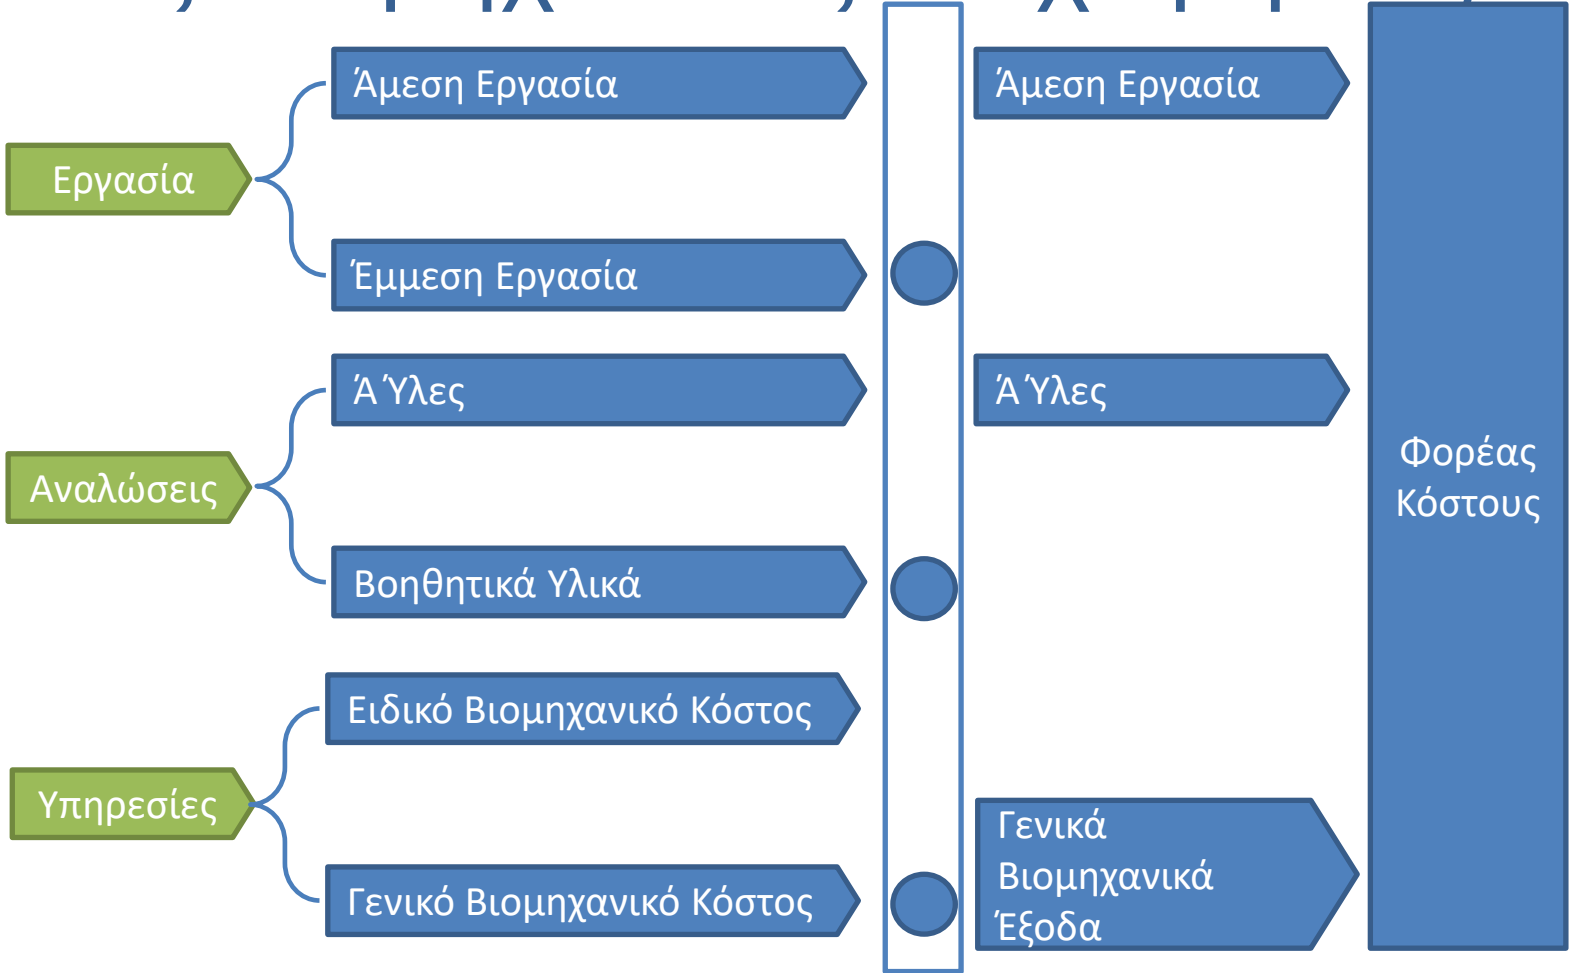 Άμεση Εργασία
Άμεση Εργασία
Εργασία
Έμμεση Εργασία
Ά Ύλες
Ά Ύλες
Φορέας
Κόστους
Αναλώσεις
Βοηθητικά Υλικά
Ειδικό Βιομηχανικό Κόστος
Υπηρεσίες
Γενικά
Βιομηχανικά
Έξοδα
Γενικό Βιομηχανικό Κόστος